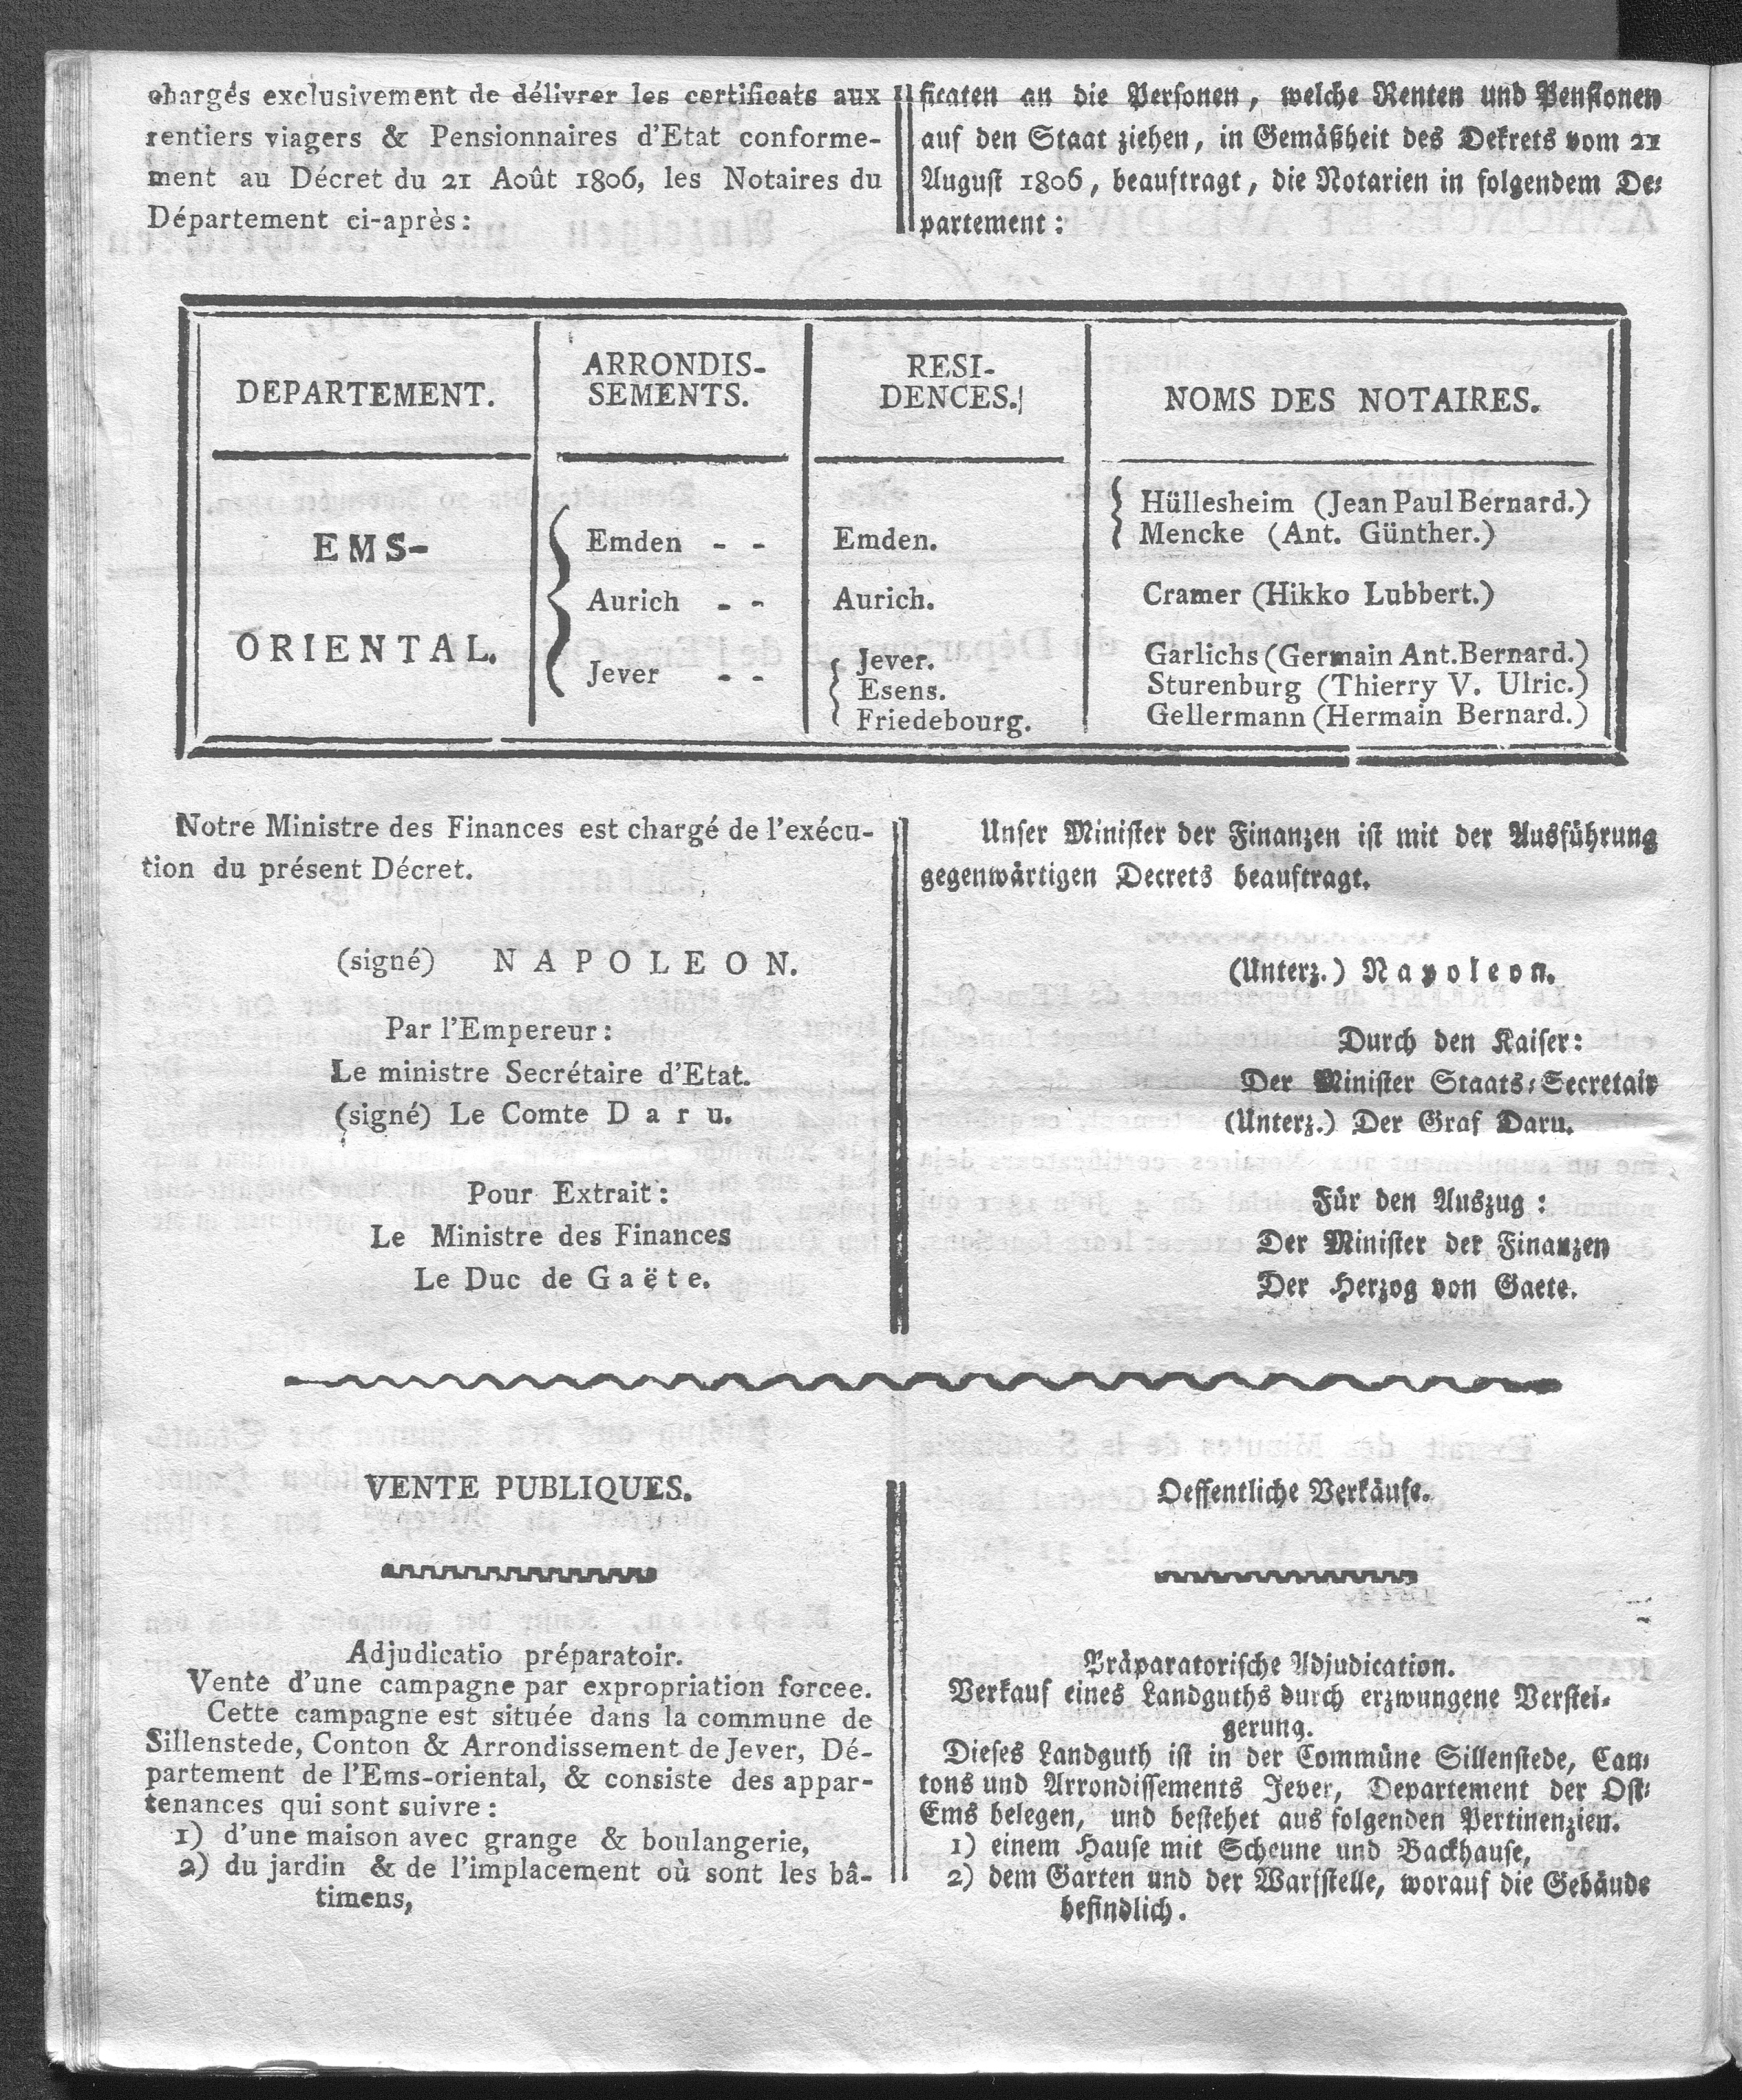 chargés exclusivement de délivrer les certificats aux
rentiers viagers & Pensionnaires d'Etat conforme-
ment au Décret du 21 Août 1806, les Notaires du
Département ci-après:
ficaten an die Personen, welche Renten und Pensionen
auf den Staat ziehen, in Gemäßheit des Dekrets vom 21
August 1806, beauftragt, die Notarien in folgendem De-
partement:
DEPARTEMENT.
ARRONDIS-
SEMENTS.
RESI-
DENCES.
NOMS DES NOTAIRES.
EMS-
ORIENTAL.
Emden - -
Aurich - -
Jever - -
Emden.
Aurich.
Jever.
Esens.
Friedebourg.
Hüllesheim (Jean Paul Bernard.)
Mencke (Ant. Günther.)
Cramer (Hikko Lubbert.)
Garlichs (Germain Ant. Bernard.)
Sturenburg (Thierry V. Ulric.)
Gellermann (Hermain Bernard.)
Notre Ministre des Finances est chargé de l'exécu-
tion du présent Décret.
(signé) NAPOLEON.
Par l'Empereur:
Le ministre Secrétaire d'Etat.
(signé) Le Comte Daru.
Pour Extrait:
Le Ministre des Finances
Le Duc de Gaëte.
Unser Minister der Finanzen ist mit der Ausführung
gegenwärtigen Decrets beauftragt.
(Unterz.) Napoleon.
Durch den Kaiser:
Der Minister Staats-Secretair
(Unterz.) Der Graf Daru.
Für den Auszug:
Der Minister der Finanzen
Der Herzog von Gaete.
VENTE PUBLIQUES.
Adjudicatio préparatoir.
Vente d'une campagne par expropriation forcee.
Cette campagne est située dans la commune de
Sillenstede, Conton & Arrondissement de Jever, Dé-
partement de l'Ems-oriental, & consiste des appar-
tenances qui sont suivre:
1) d'une maison avec grange & boulangerie,
2) du jardin & de l'implacement où sont les bâ-
timens,
Oeffentliche Verkäufe.
Präparatorische Adjudication.
Verkauf eines Landguths durch erzwungene Verstei-
gerung.
Dieses Landguth ist in der Commüne Sillenstede, Can-
tons und Arrondissements Jever, Departement der Ost-
Ems belegen, und bestehet aus folgenden Pertinenzien.
1) einem Hause mit Scheune und Backhause,
2) dem Garten und der Warfstelle, worauf die Gebäude
befindlich.